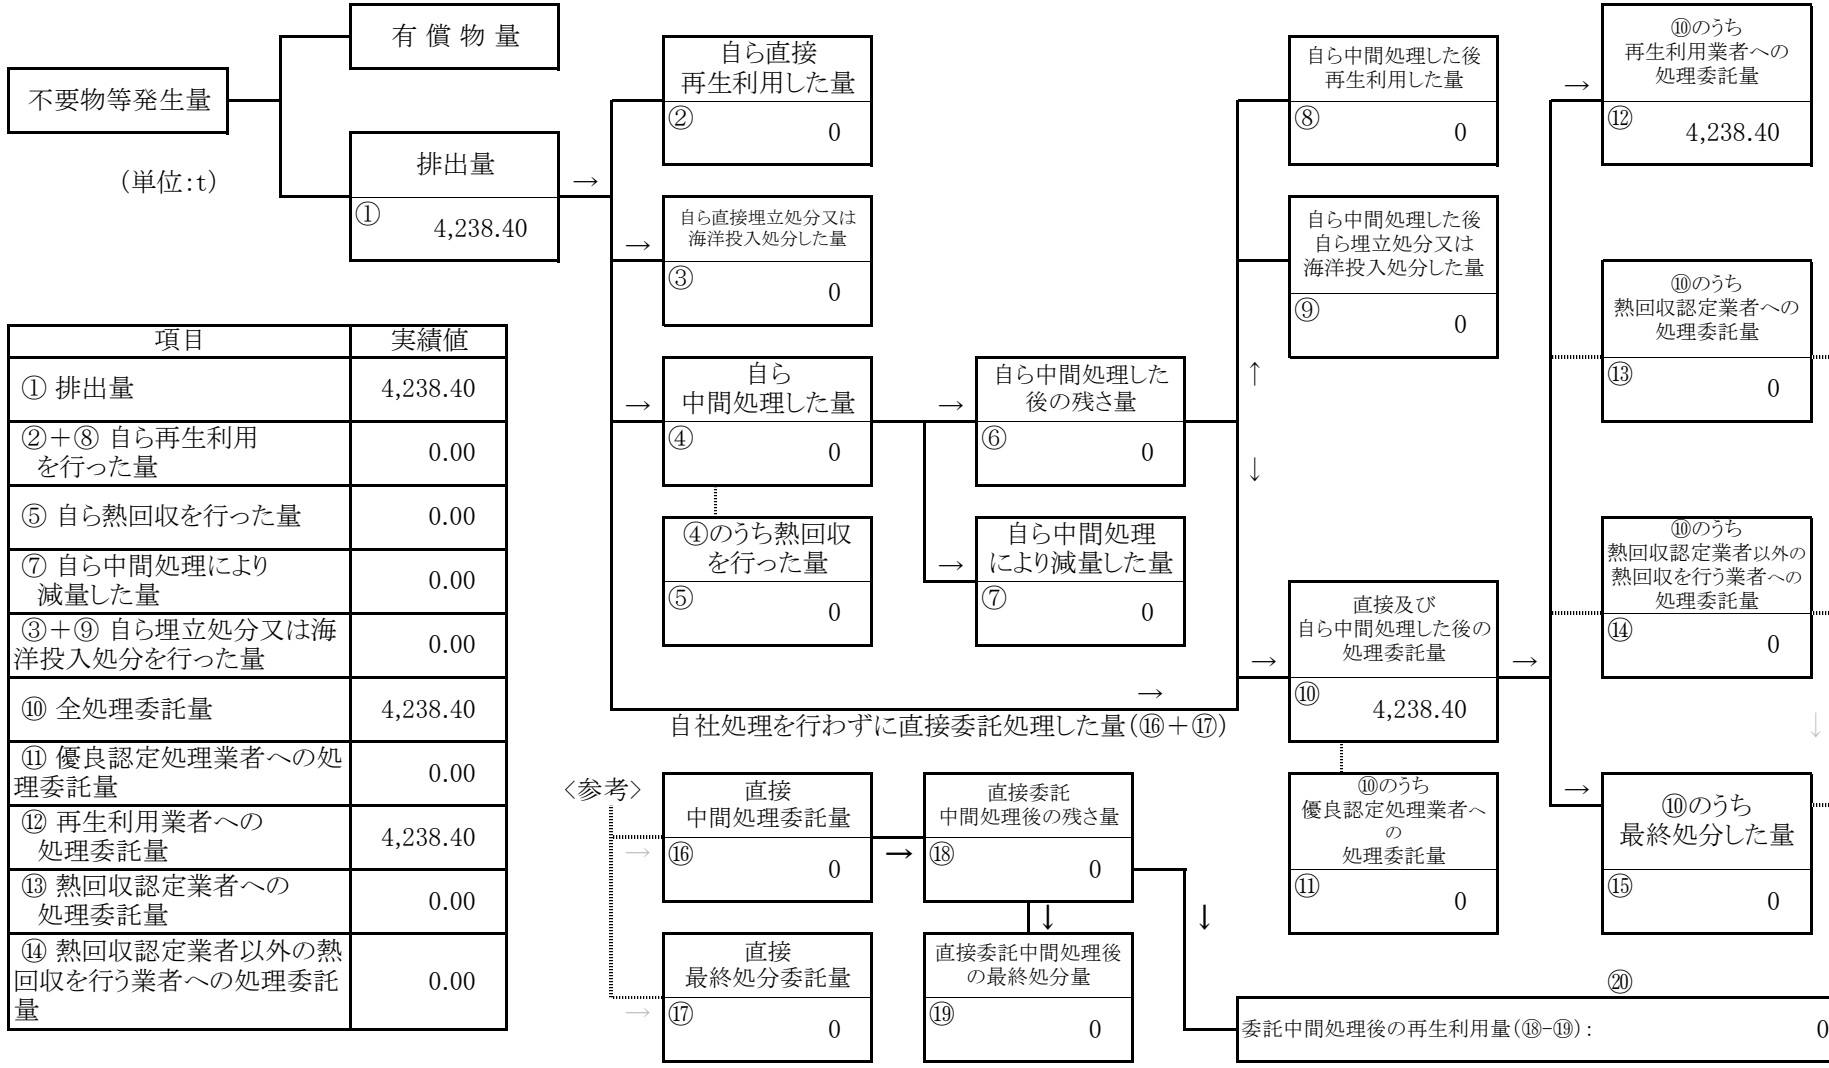 有 償 物 量
不要物等発生量
(単位:t)
排出量
①
4,238.40
→
項目
実績値
① 排出量
4,238.40
②＋⑧ 自ら再生利用
を行った量
0.00
⑤ 自ら熱回収を行った量
0.00
⑦ 自ら中間処理により
減量した量
0.00
③＋⑨ 自ら埋立処分又は海
洋投入処分を行った量
0.00
⑩ 全処理委託量
4,238.40
⑪ 優良認定処理業者への処
理委託量
0.00
⑫ 再生利用業者への
処理委託量
4,238.40
⑬ 熱回収認定業者への
処理委託量
0.00
⑭ 熱回収認定業者以外の熱
回収を行う業者への処理委託
量
0.00
自ら直接
再生利用した量
②
0
→
自ら直接埋立処分又は
海洋投入処分した量
③
0
→
自ら
中間処理した量
④
0
④のうち熱回収
を行った量
⑤
0
→
自ら中間処理した
後の残さ量
⑥
0
→
自ら中間処理
により減量した量
⑦
0
→
自社処理を行わずに直接委託処理した量(⑯＋⑰)
自ら中間処理した後
再生利用した量
⑧
0
自ら中間処理した後
自ら埋立処分又は
海洋投入処分した量
⑨
0
↑
↓
→
直接及び
自ら中間処理した後の
処理委託量
⑩
4,238.40
⑩のうち
優良認定処理業者へ
の
処理委託量
⑪
0
→
→
⑩のうち
再生利用業者への
処理委託量
⑫
4,238.40
⑩のうち
熱回収認定業者への
処理委託量
⑬
0
⑩のうち
熱回収認定業者以外の
熱回収を行う業者への
処理委託量
⑭
0
↓
→
⑩のうち
最終処分した量
⑮
0
〈参考〉
→
直接
中間処理委託量
⑯
0
→
直接委託
中間処理後の残さ量
⑱
0
↓
↓
→
直接
最終処分委託量
⑰
0
直接委託中間処理後
の最終処分量
⑲
0
⑳
委託中間処理後の再生利用量(⑱-⑲)：
0